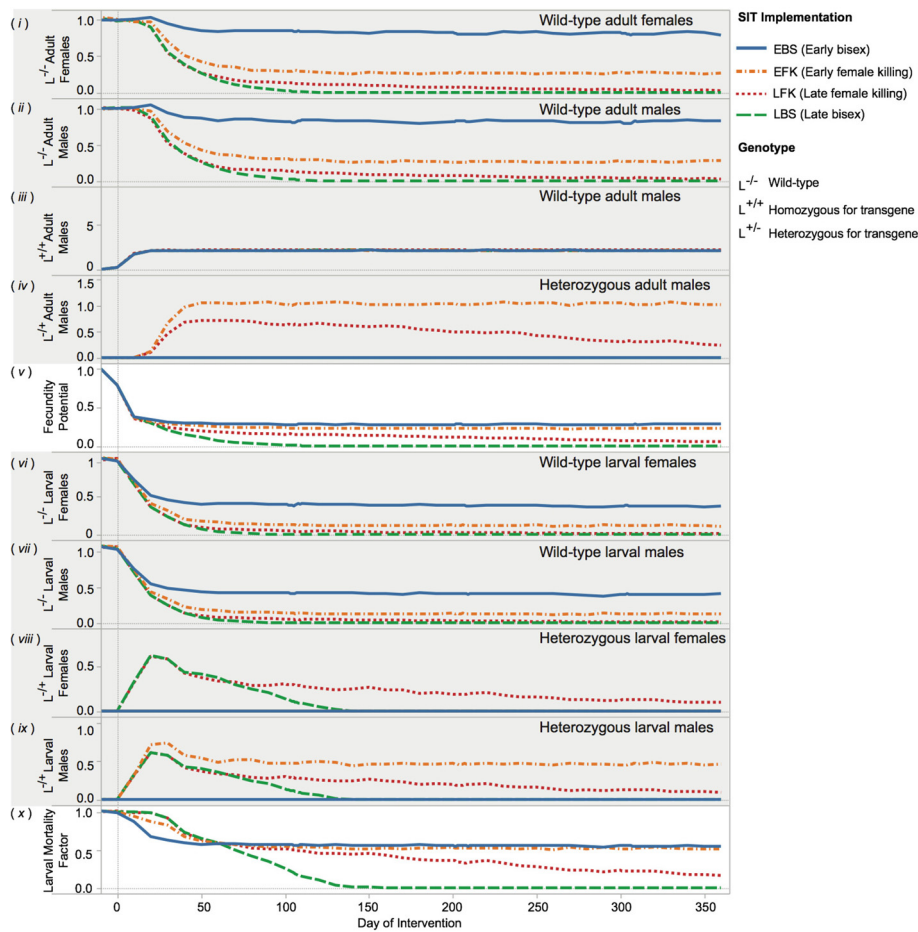 (i)
L-/- Adult
Females
1.0
0.5
0.0
Wild-type adult females
(ii)
L-/- Adult
Males
1.0
0.5
0.0
Wild-type adult males
(iii)
L+/+ Adult
Males
5
0
Wild-type adult males
(iv)
L-/+ Adult
Males
1.5
1.0
0.5
0.0
Heterozygous adult males
(v)
Feoundity
Potential
1.0
0.5
0.0
(vi)
L-/- Larval
Females
1.0
0.5
0
Wild-type larval females
(vii)
L-/- Larval
Males
1.0
0.5
0.0
Wild-type larval males
(viii)
L-/+ Larval
Females
0.5
0.0
Heterozygous larval females
(ix)
L-/+ Larval
Males
1.0
0.5
0.0
Heterozygous larval males
(x)
Larval Mortality
Factor
1.0
0.5
0.0
0 50 100 150 200 250 300 350
Day of Intervention
SIT Implementation
EBS (Early bisex)
EFK (Early female killing)
LFK (Late female killing)
LBS (Late bisex)
Genotype
L-/- Wild-type
L+/+ Homozygous for transgene
L+/- Heterozygous for transgene